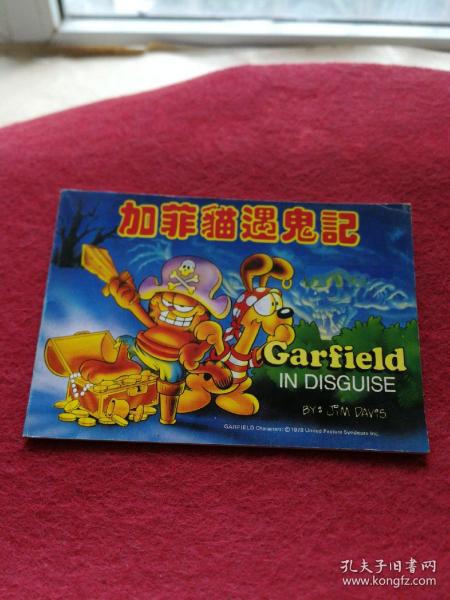 加菲貓遇鬼記
Garfield
IN DISGUISE
BY: JIM DAVIS
GARFIELD Characters: © 1978 United Feature Syndicate Inc.
孔夫子旧书网
www.kongfz.com